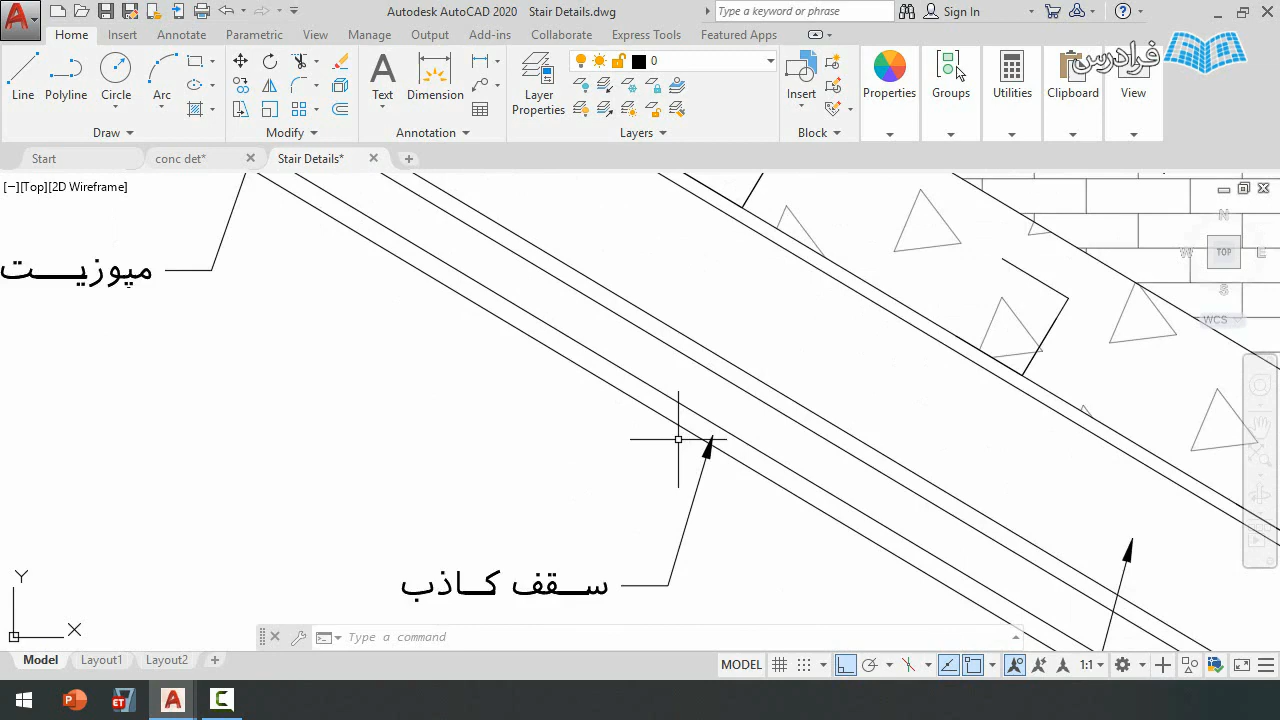 Autodesk AutoCAD 2020 Stair Details.dwg
Type a keyword or phrase
Sign In
Home Insert Annotate Parametric View Manage Output Add-ins Collaborate Express Tools Featured Apps
فرادرس
0
Line Polyline Circle Arc
Text Dimension
Layer Properties
Insert
Properties Groups Utilities Clipboard View
Draw Modify Annotation Layers Block
Start conc det* Stair Details*
[−][Top][2D Wireframe]
N
W TOP E
S
WCS
مپوزیـــت
سـقف کـاذب
Y
X
Type a command
Model Layout1 Layout2
MODEL 1:1
ET